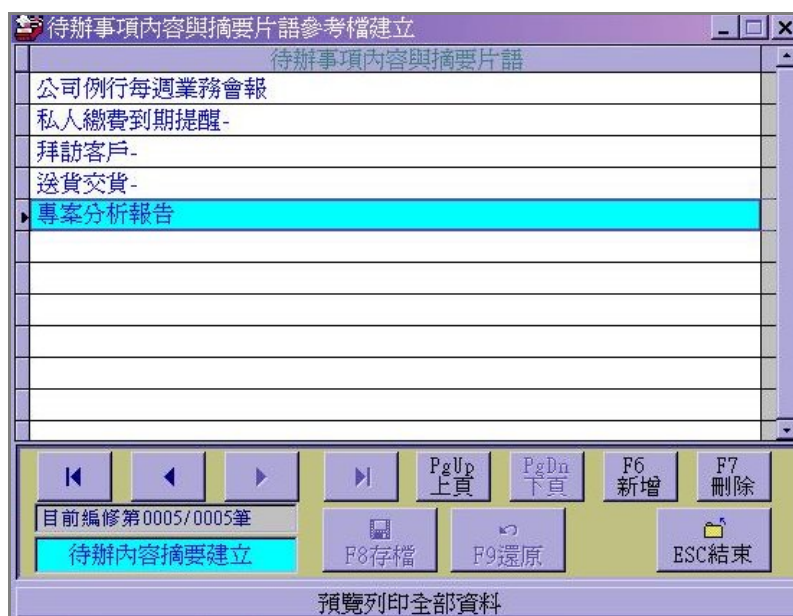 待辦事項內容與摘要片語參考檔建立
待辦事項內容與摘要片語
公司例行每週業務會報
私人繳費到期提醒-
拜訪客戶-
送貨交貨-
專案分析報告
PgUp
上頁
PgDn
下頁
F6
新增
F7
刪除
目前編修第0005/0005筆
待辦內容摘要建立
F8存檔
F9還原
ESC結束
預覽列印全部資料